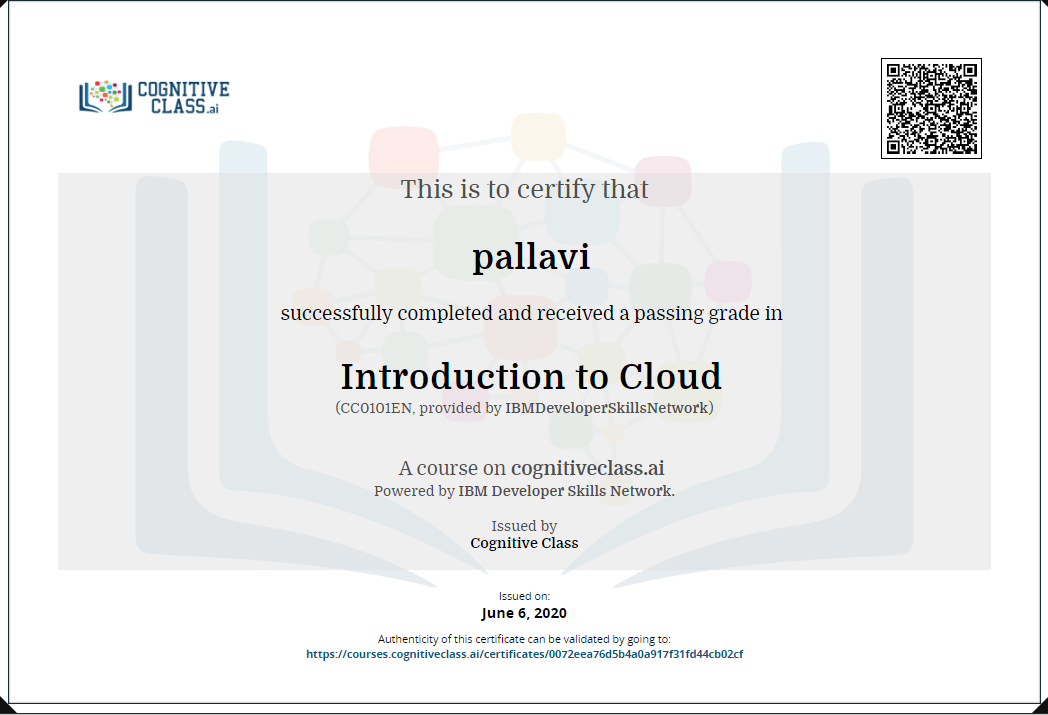 COGNITIVE
CLASS.ai
This is to certify that
pallavi
successfully completed and received a passing grade in
Introduction to Cloud
(CC0101EN, provided by IBMDeveloperSkillsNetwork)
A course on cognitiveclass.ai
Powered by IBM Developer Skills Network.
Issued by
Cognitive Class
Issued on:
June 6, 2020
Authenticity of this certificate can be validated by going to:
https://courses.cognitiveclass.ai/certificates/0072eea76d5b4a0a917f31fd44cb02cf